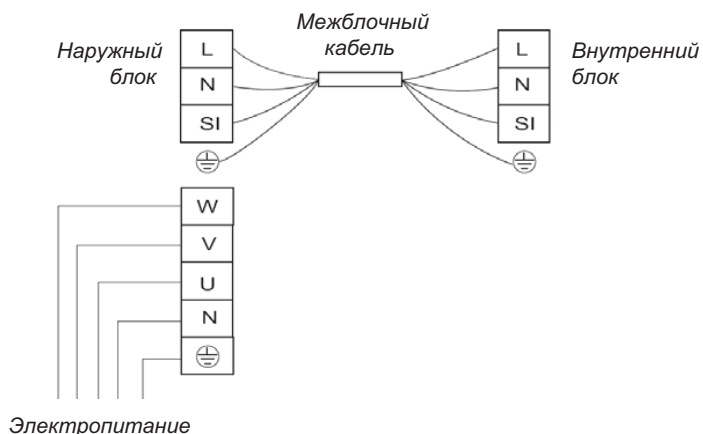 Наружный
блок
L
N
SI
Межблочный
кабель
L
N
SI
Внутренний
блок
W
V
U
N
Электропитание